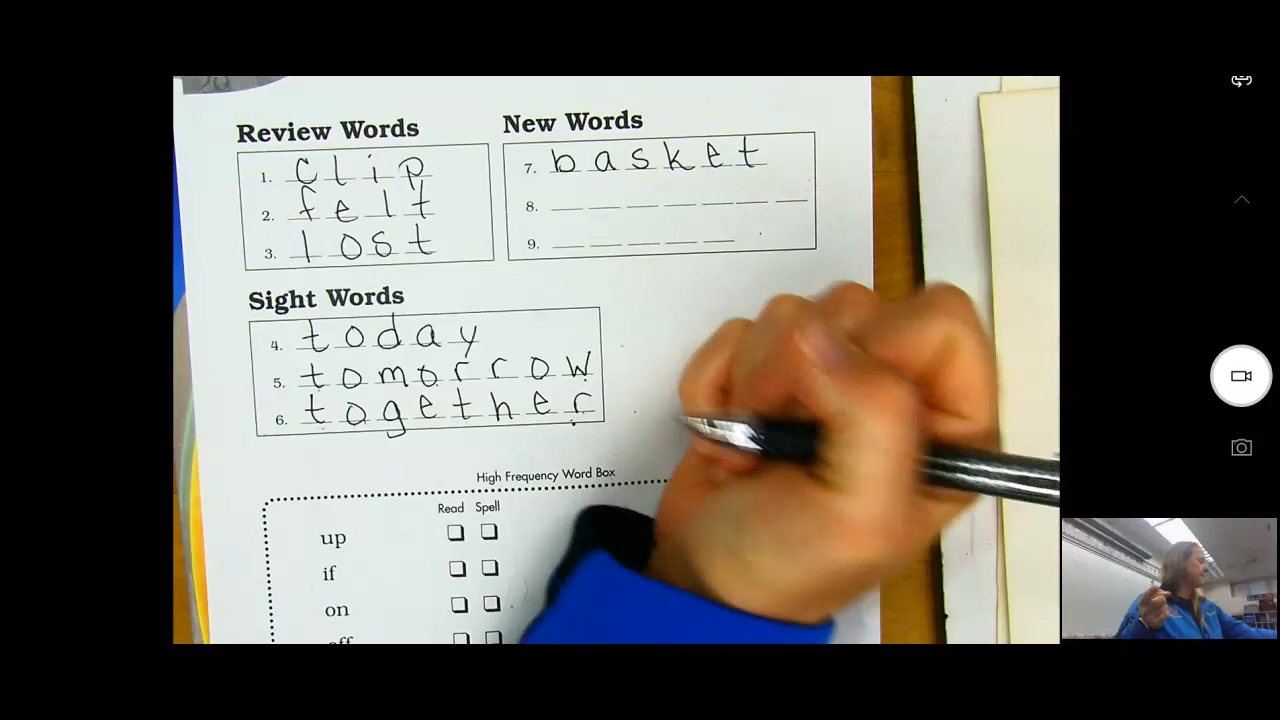 Review Words
1. clip
2. felt
3. lost
New Words
7. basket
8.
9.
Sight Words
4. today
5. tomorrow
6. together
High Frequency Word Box
Read Spell
up
if
on
off